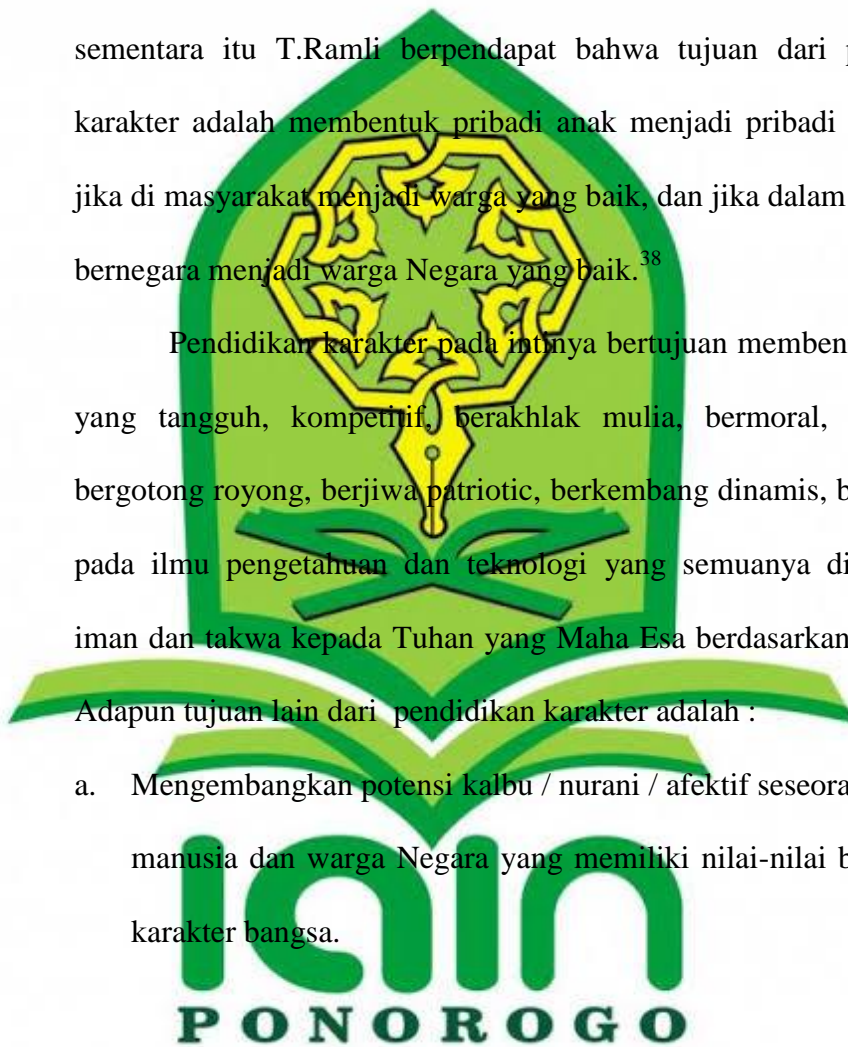 sementara itu T.Ramli berpendapat bahwa tujuan dari
karakter adalah membentuk pribadi anak menjadi pribadi
jika di masyarakat menjadi warga yang baik, dan jika dalam
bernegara menjadi warga Negara yang baik.38
Pendidikan karakter pada intinya bertujuan
yang tangguh, kompetitif, berakhlak mulia, bermoral,
bergotong royong, berjiwa patriotic, berkembang dinamis,
pada ilmu pengetahuan dan teknologi yang semuanya
iman dan takwa kepada Tuhan yang Maha Esa berdasarkan
Adapun tujuan lain dari pendidikan karakter adalah :
a. Mengembangkan potensi kalbu / nurani / afektif
manusia dan warga Negara yang memiliki nilai-nilai
karakter bangsa.
iain
PONOROGO